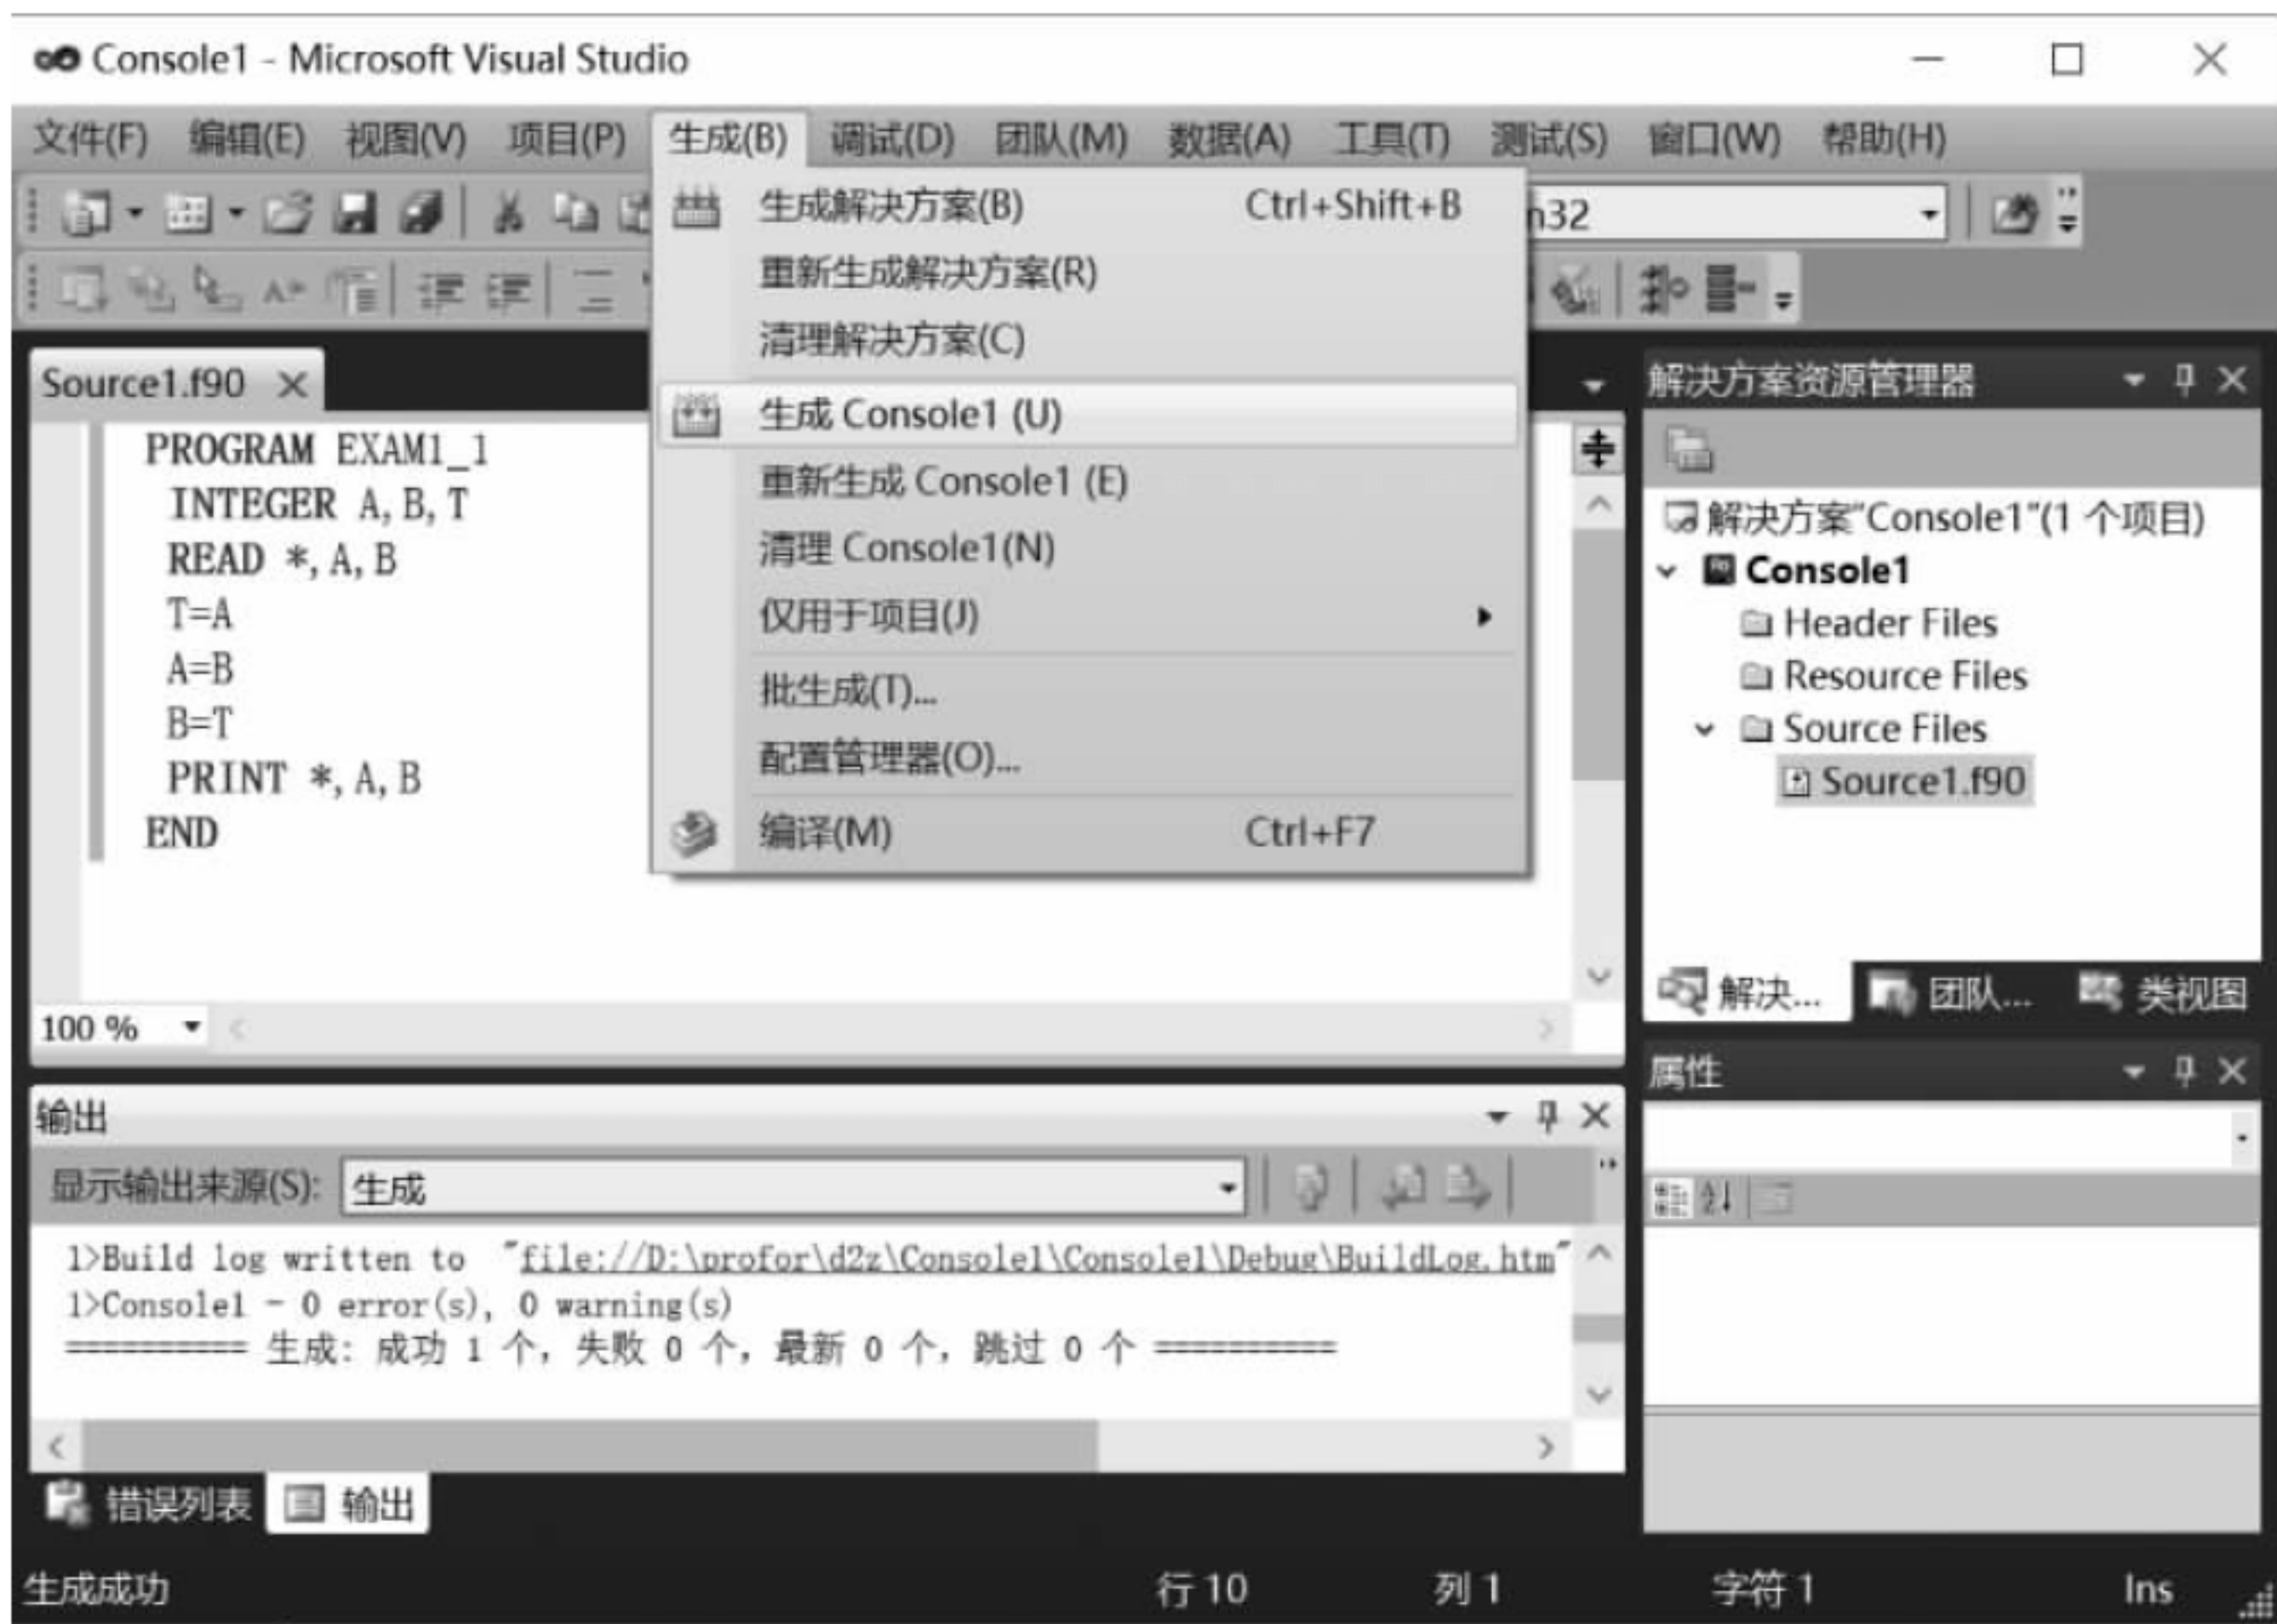 Console1 - Microsoft Visual Studio
文件(F) 编辑(E) 视图(V) 项目(P) 生成(B) 调试(D) 团队(M) 数据(A) 工具(T) 测试(S) 窗口(W) 帮助(H)
生成解决方案(B) Ctrl+Shift+B
n32
重新生成解决方案(R)
清理解决方案(C)
生成 Console1 (U)
重新生成 Console1 (E)
清理 Console1(N)
仅用于项目(J)
批生成(T)...
配置管理器(O)...
编译(M) Ctrl+F7
Source1.f90
PROGRAM EXAM1_1
INTEGER A,B,T
READ *,A,B
T=A
A=B
B=T
PRINT *,A,B
END
100 %
解决方案资源管理器
解决方案"Console1"(1 个项目)
Console1
Header Files
Resource Files
Source Files
Source1.f90
解决... 团队... 类视图
属性
输出
显示输出来源(S): 生成
1>Build log written to "file://D:\profor\d2z\Console1\Console1\Debug\BuildLog.htm"
1>Console1 - 0 error(s), 0 warning(s)
========== 生成: 成功 1 个，失败 0 个，最新 0 个，跳过 0 个 ==========
错误列表 输出
生成成功 行 10 列 1 字符 1 Ins